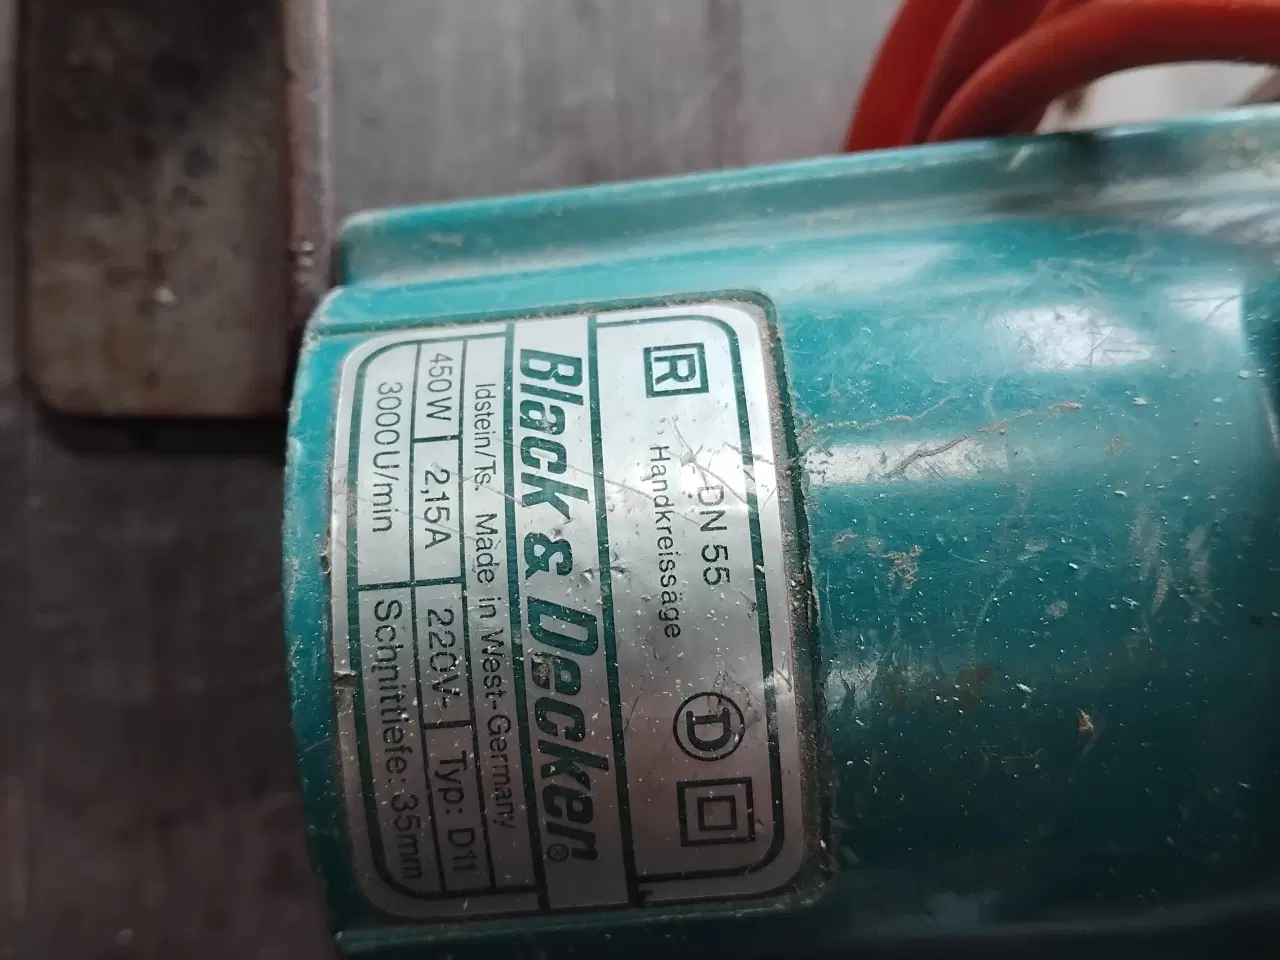 R DN 55 D
Handkreissäge
Black & Decker®
Idstein/Ts. Made in West-Germany
450W 2,15A 220V~ Typ: D11
3000U/min Schnittiefe: 35mm